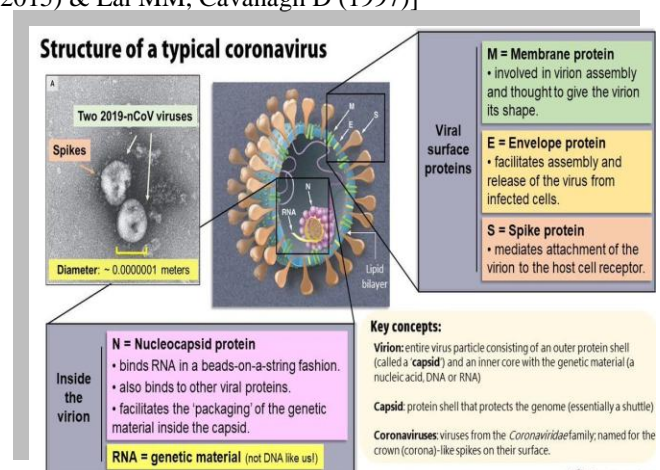 2013) & Lai MM, Cavanagh D (1997)]
Structure of a typical coronavirus
A
Two 2019-nCoV viruses
Spikes
Diameter: ~ 0.0000001 meters
M
E
S
N
RNA
Lipid
bilayer
Viral
surface
proteins
M = Membrane protein
• involved in virion assembly
and thought to give the virion
its shape.
E = Envelope protein
• facilitates assembly and
release of the virus from
infected cells.
S = Spike protein
• mediates attachment of the
virion to the host cell receptor.
Inside
the
virion
N = Nucleocapsid protein
• binds RNA in a beads-on-a-string fashion.
• also binds to other viral proteins.
• facilitates the ‘packaging’ of the genetic
material inside the capsid.
RNA = genetic material (not DNA like us!)
Key concepts:
Virion: entire virus particle consisting of an outer protein shell
(called a ‘capsid’) and an inner core with the genetic material (a
nucleic acid, DNA or RNA)
Capsid: protein shell that protects the genome (essentially a shuttle)
Coronaviruses: viruses from the Coronaviridae family; named for the
crown (corona)-like spikes on their surface.